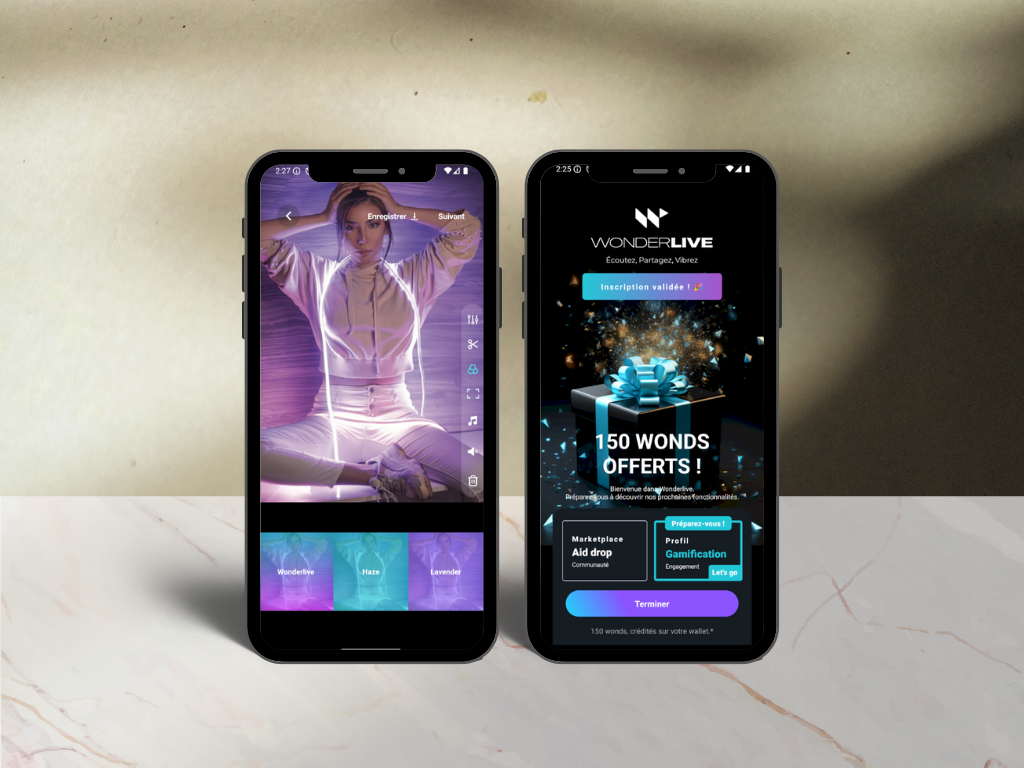 2:27
Enregistrer
Suivant
Wonderlive
Haze
Lavender
2:25
WONDERLIVE
Écoutez, Partagez, Vibrez
Inscription validée ! 🎉
150 WONDS
OFFERTS !
Bienvenue dans Wonderlive.
Préparez-vous à découvrir nos prochaines fonctionnalités.
Marketplace
Aid drop
Communauté
Préparez-vous !
Profil
Gamification
Engagement
Let's go
Terminer
150 wonds, crédités sur votre wallet.*